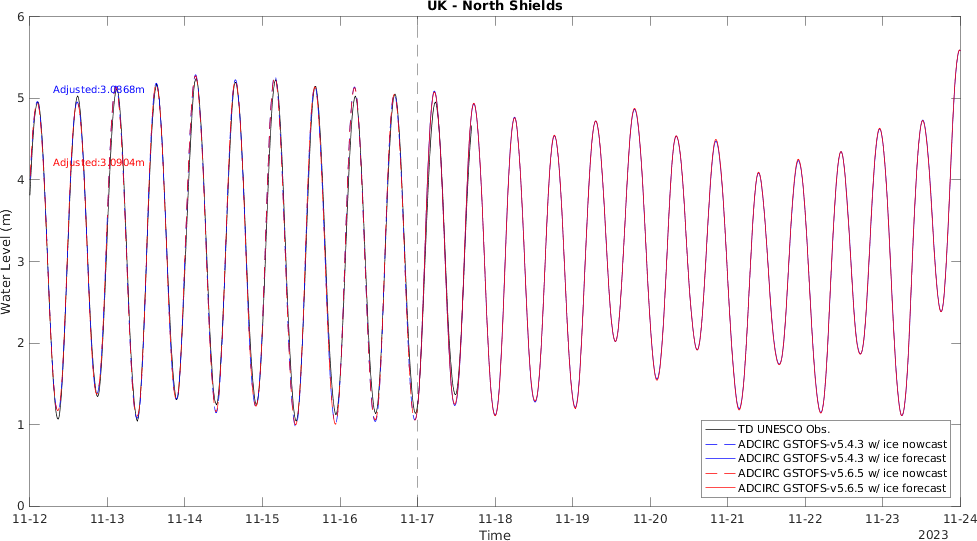 UK - North Shields
6
5
4
3
2
1
0
Water Level (m)
Adjusted:3.0868m
Adjusted:3.0904m
TD UNESCO Obs.
ADCIRC GSTOFS-v5.4.3 w/ ice nowcast
ADCIRC GSTOFS-v5.4.3 w/ ice forecast
ADCIRC GSTOFS-v5.6.5 w/ ice nowcast
ADCIRC GSTOFS-v5.6.5 w/ ice forecast
11-12 11-13 11-14 11-15 11-16 11-17 11-18 11-19 11-20 11-21 11-22 11-23 11-24
Time
2023